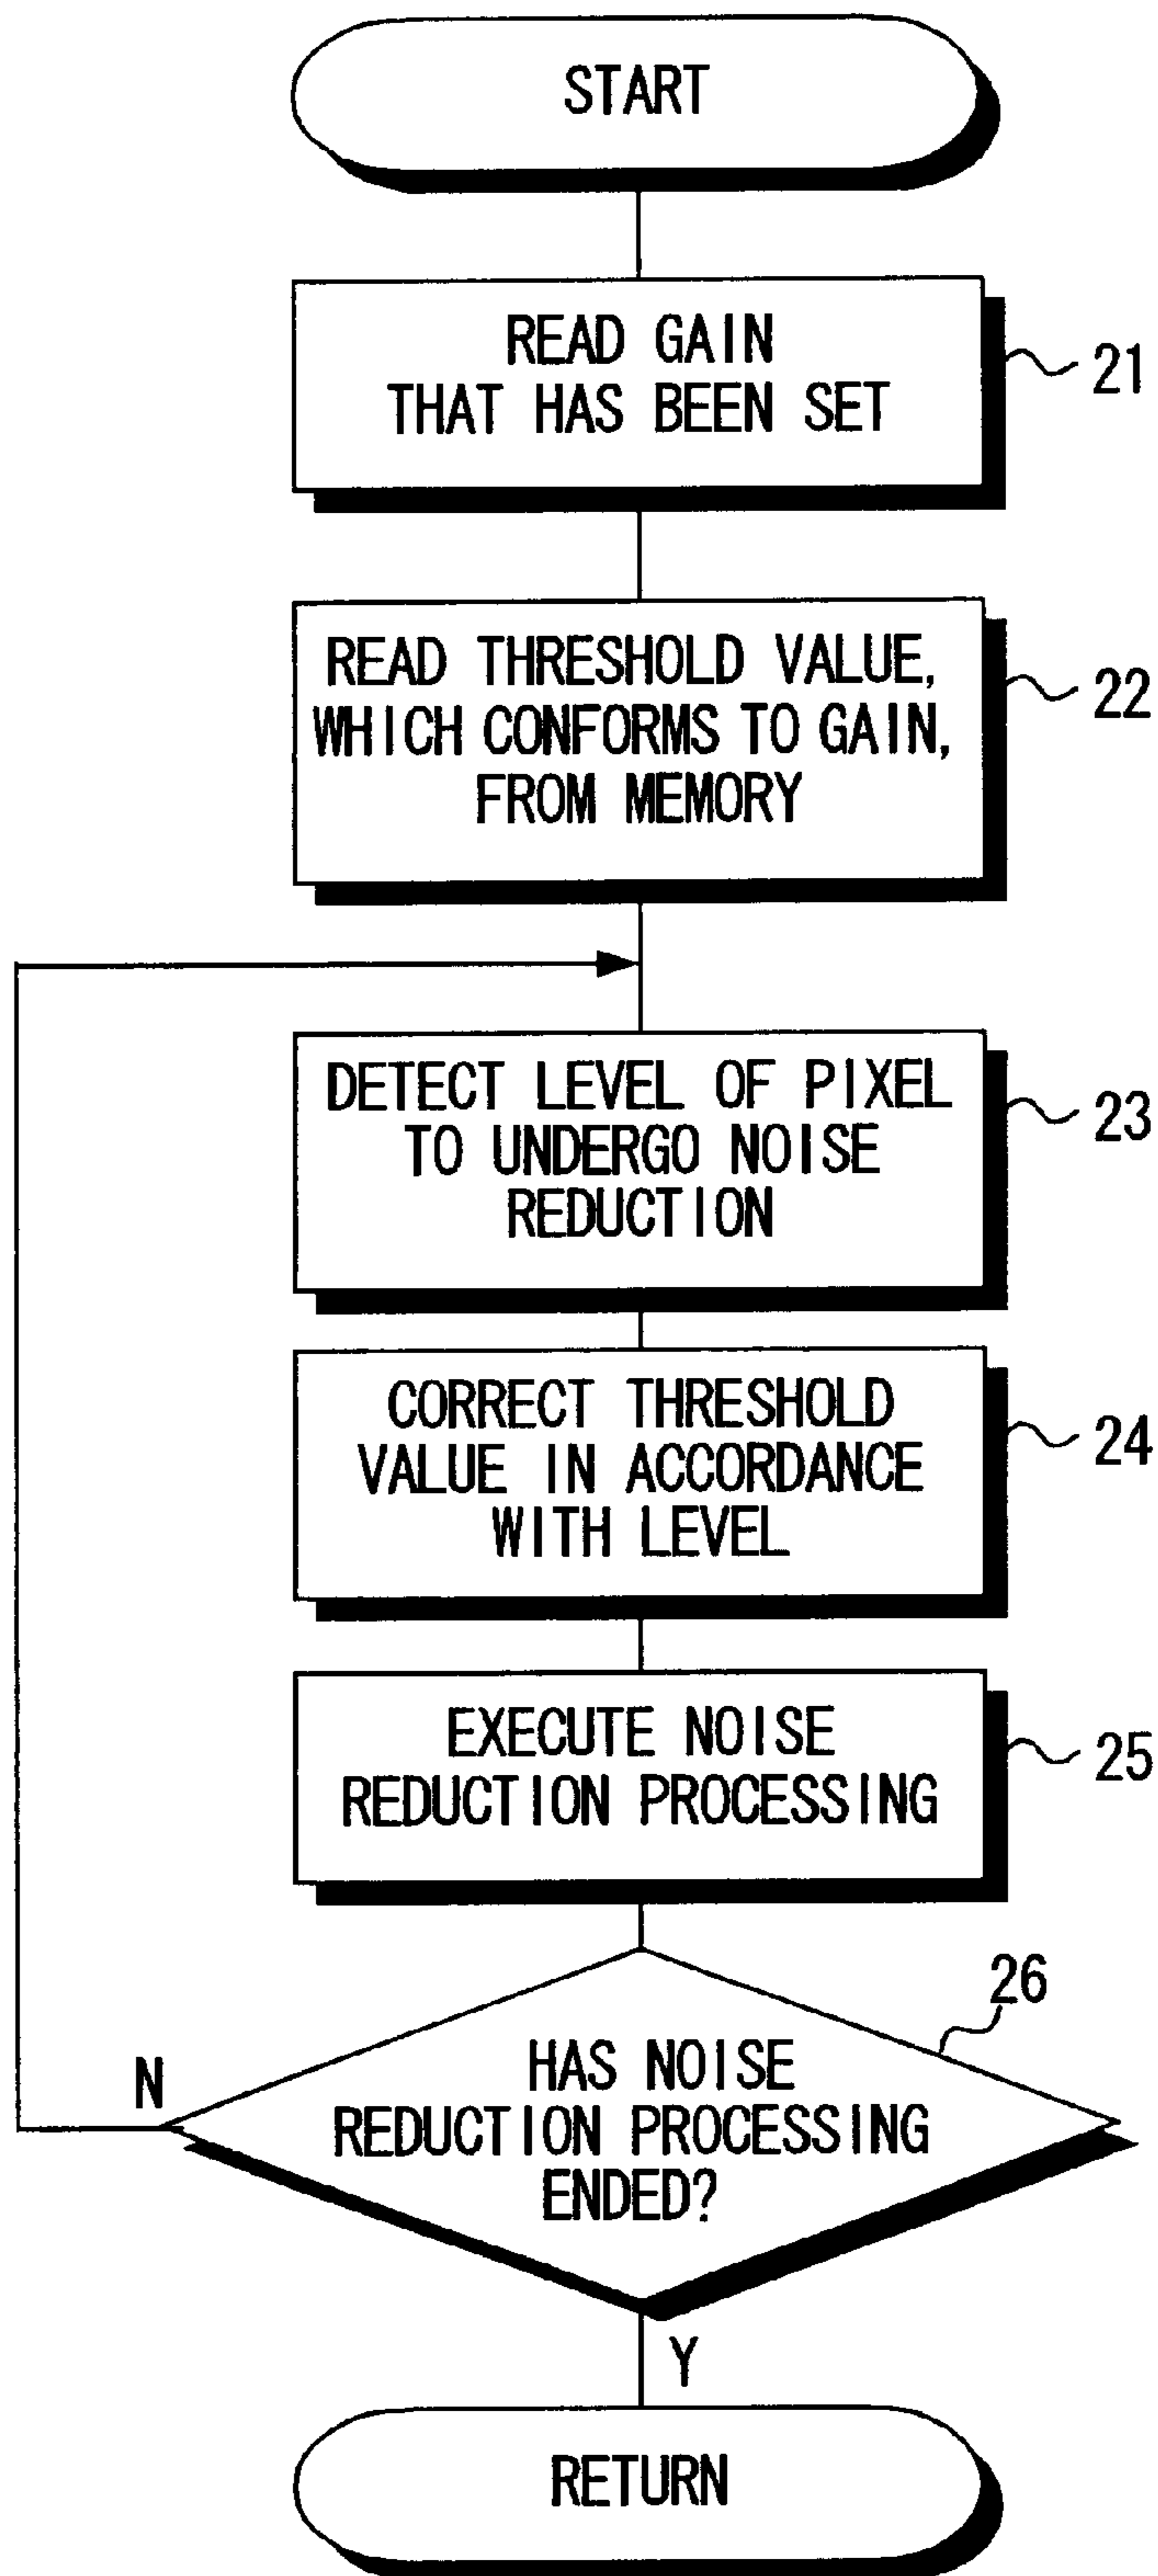 START
READ GAIN
THAT HAS BEEN SET
21
READ THRESHOLD VALUE,
WHICH CONFORMS TO GAIN,
FROM MEMORY
22
DETECT LEVEL OF PIXEL
TO UNDERGO NOISE
REDUCTION
23
CORRECT THRESHOLD
VALUE IN ACCORDANCE
WITH LEVEL
24
EXECUTE NOISE
REDUCTION PROCESSING
25
26
HAS NOISE
REDUCTION PROCESSING
ENDED?
N
Y
RETURN